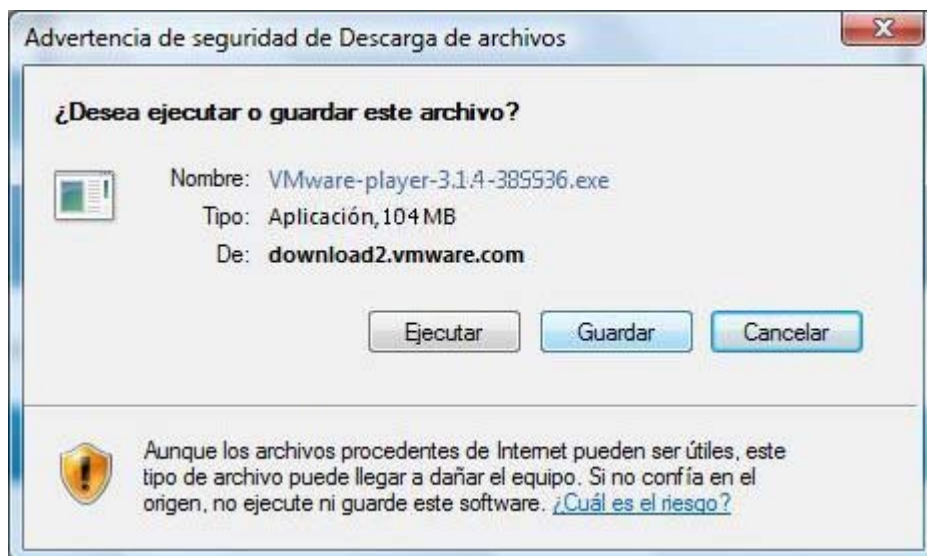 Advertencia de seguridad de Descarga de archivos
¿Desea ejecutar o guardar este archivo?
Nombre: VMware-player-3.1.4-385536.exe
Tipo: Aplicación, 104 MB
De: download2.vmware.com
Ejecutar Guardar Cancelar
Aunque los archivos procedentes de Internet pueden ser útiles, este
tipo de archivo puede llegar a dañar el equipo. Si no confía en el
origen, no ejecute ni guarde este software. ¿Cuál es el riesgo?